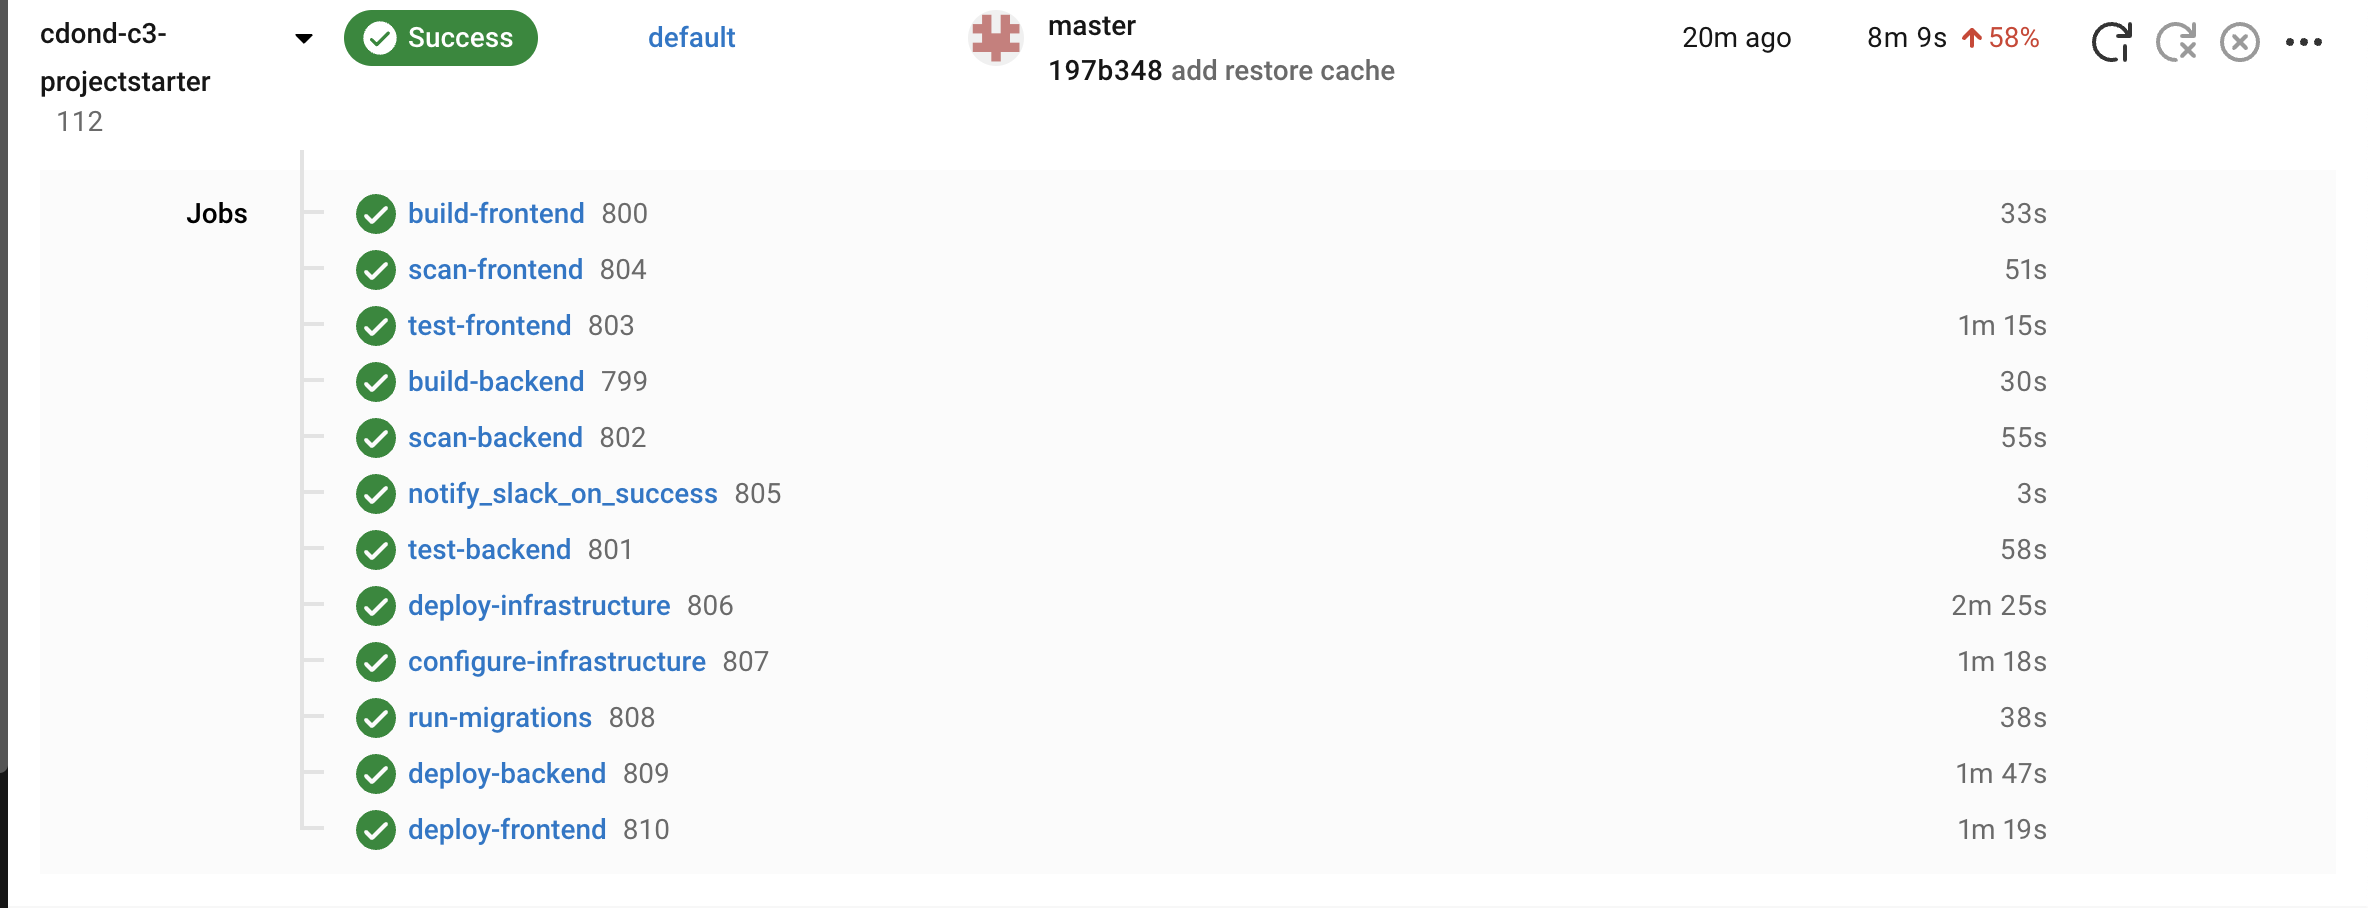 cdond-c3-
projectstarter
112
Success
default
master
197b348 add restore cache
20m ago
8m 9s 58%
Jobs
build-frontend 800 33s
scan-frontend 804 51s
test-frontend 803 1m 15s
build-backend 799 30s
scan-backend 802 55s
notify_slack_on_success 805 3s
test-backend 801 58s
deploy-infrastructure 806 2m 25s
configure-infrastructure 807 1m 18s
run-migrations 808 38s
deploy-backend 809 1m 47s
deploy-frontend 810 1m 19s